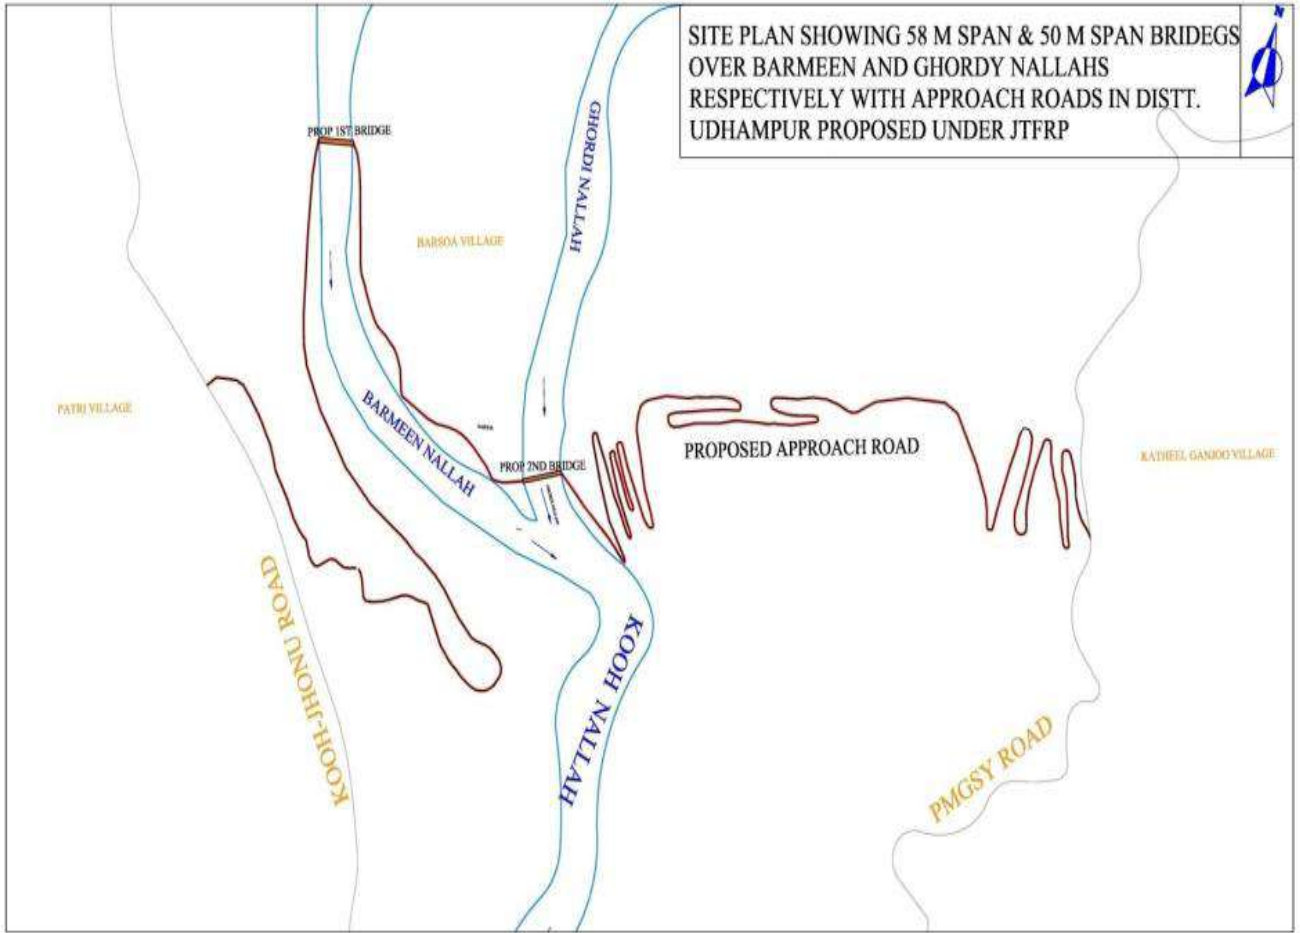 SITE PLAN SHOWING 58 M SPAN & 50 M SPAN BRIDEGS
OVER BARMEEN AND GHORDY NALLAHS
RESPECTIVELY WITH APPROACH ROADS IN DISTT.
UDHAMPUR PROPOSED UNDER JTFRP
N
PROP 1ST BRIDGE
GHORDI NALLAH
BARSOA VILLAGE
PATRI VILLAGE
BARMEEN NALLAH
PROP 2ND BRIDGE
PROPOSED APPROACH ROAD
KATHEEL GANJOO VILLAGE
KOOH-JHONU ROAD
KOOH NALLAH
PMGSY ROAD